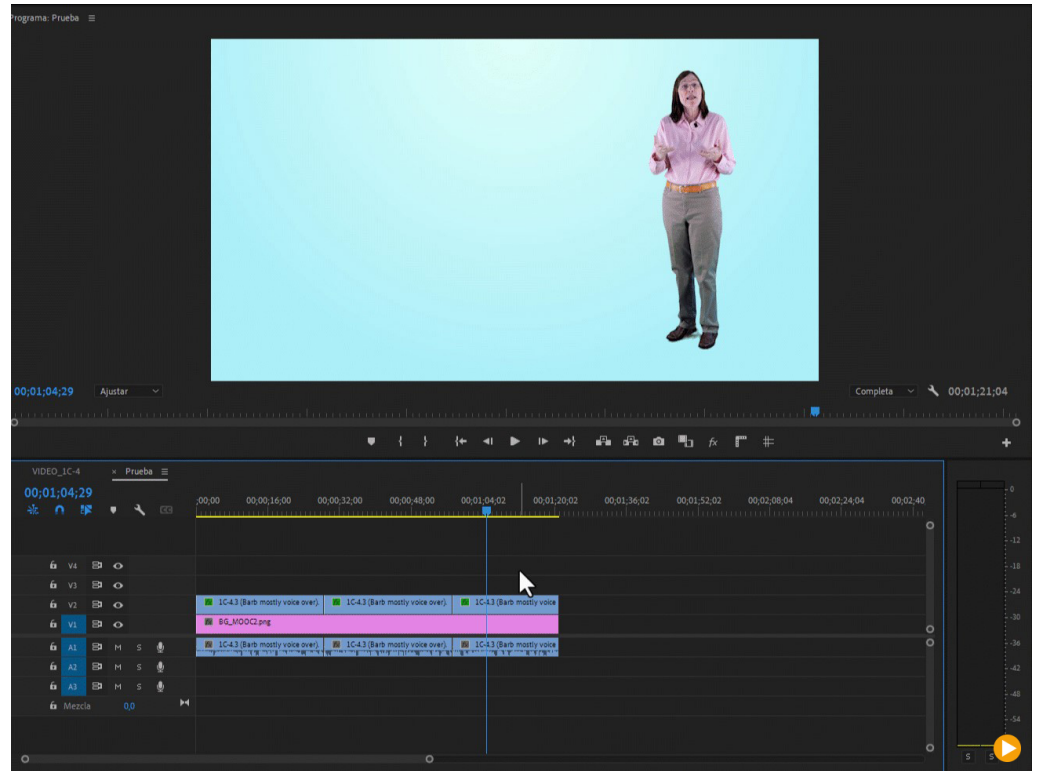 Programa: Prueba
00;01;04;29 Ajustar Completa 00;01;21;04
VIDEO_1C-4 × Prueba
00;01;04;29
;00;00 00;00;16;00 00;00;32;00 00;00;48;00 00;01;04;02 00;01;20;02 00;01;36;02 00;01;52;02 00;02;08;04 00;02;24;04 00;02;40
V4
V3
V2 1C-4.3 (Barb mostly voice over). 1C-4.3 (Barb mostly voice over). 1C-4.3 (Barb mostly voice
V1 BG_MOOC2.png
A1 M S 1C-4.3 (Barb mostly voice over). 1C-4.3 (Barb mostly voice over). 1C-4.3 (Barb mostly voice
A2 M S
A3 M S
Mezcla 0,0
0
-6
-12
-18
-24
-30
-36
-42
-48
-54
S S